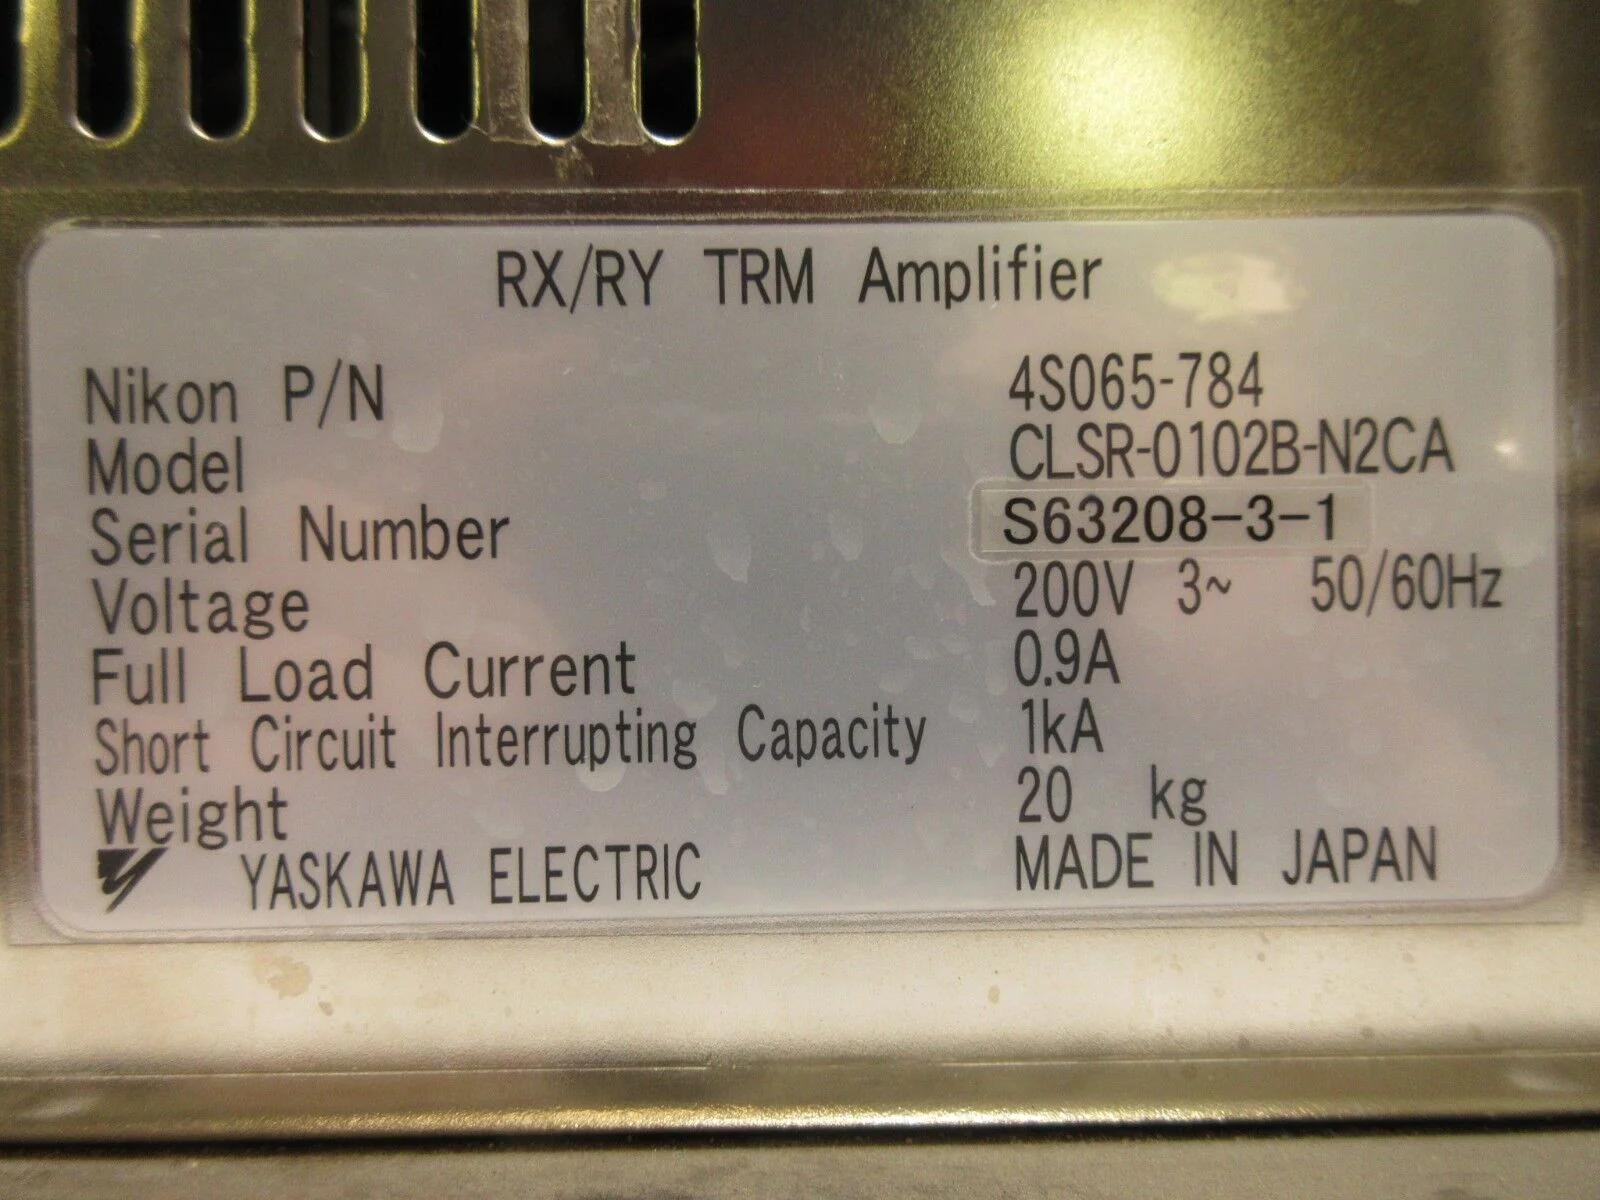 RX/RY TRM Amplifier
Nikon P/N 4S065-784
Model CLSR-0102B-N2CA
Serial Number S63208-3-1
Voltage 200V 3~ 50/60Hz
Full Load Current 0.9A
Short Circuit Interrupting Capacity 1kA
Weight 20 kg
YASKAWA ELECTRIC MADE IN JAPAN